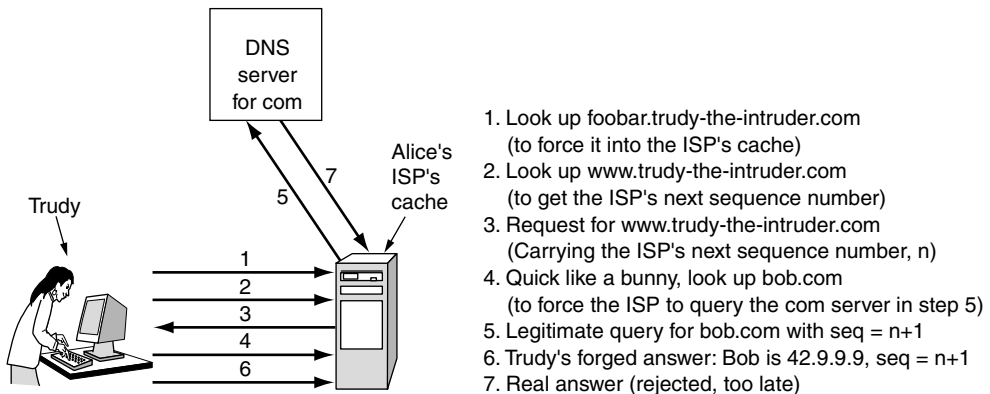 DNS
server
for com
Alice's
ISP's
cache
7
5
Trudy
1
2
3
4
6
1. Look up foobar.trudy-the-intruder.com
(to force it into the ISP's cache)
2. Look up www.trudy-the-intruder.com
(to get the ISP's next sequence number)
3. Request for www.trudy-the-intruder.com
(Carrying the ISP's next sequence number, n)
4. Quick like a bunny, look up bob.com
(to force the ISP to query the com server in step 5)
5. Legitimate query for bob.com with seq = n+1
6. Trudy's forged answer: Bob is 42.9.9.9, seq = n+1
7. Real answer (rejected, too late)